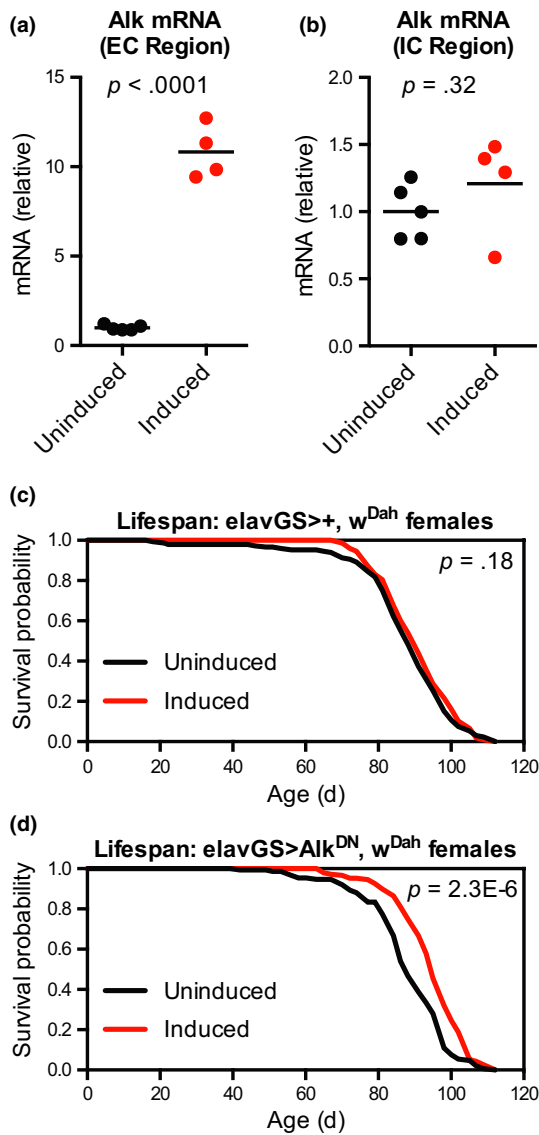 (a)
Alk mRNA
(EC Region)
p < .0001
mRNA (relative)
15
10
5
0
Uninduced
Induced
(b)
Alk mRNA
(IC Region)
p = .32
mRNA (relative)
2.0
1.5
1.0
0.5
0.0
Uninduced
Induced
(c)
Lifespan: elavGS>+, wDah females
p = .18
Survival probability
1.0
0.8
0.6
0.4
0.2
0.0
Uninduced
Induced
0 20 40 60 80 100 120
Age (d)
(d)
Lifespan: elavGS>AlkDN, wDah females
p = 2.3E-6
Survival probability
1.0
0.8
0.6
0.4
0.2
0.0
Uninduced
Induced
0 20 40 60 80 100 120
Age (d)